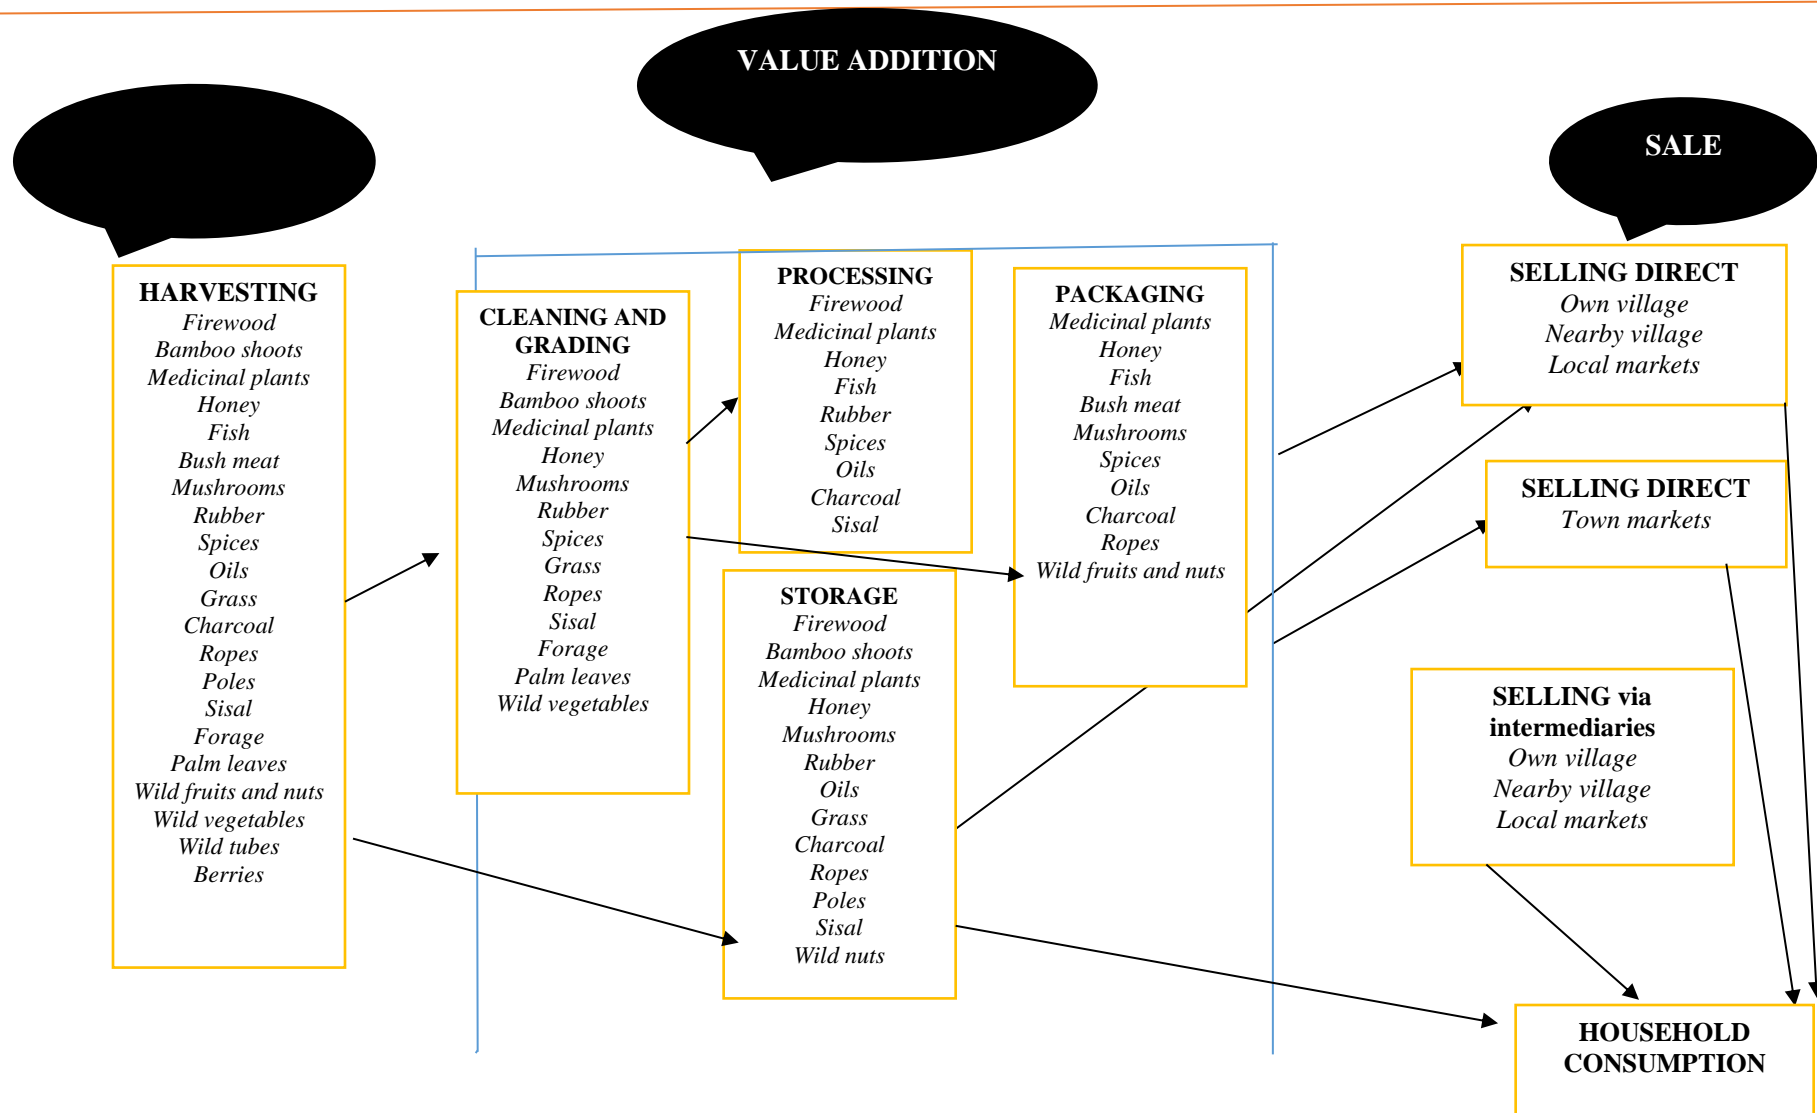 VALUE ADDITION
SALE
HARVESTING
Firewood
Bamboo shoots
Medicinal plants
Honey
Fish
Bush meat
Mushrooms
Rubber
Spices
Oils
Grass
Charcoal
Ropes
Poles
Sisal
Forage
Palm leaves
Wild fruits and nuts
Wild vegetables
Wild tubes
Berries
CLEANING AND
GRADING
Firewood
Bamboo shoots
Medicinal plants
Honey
Mushrooms
Rubber
Spices
Grass
Ropes
Sisal
Forage
Palm leaves
Wild vegetables
PROCESSING
Firewood
Medicinal plants
Honey
Fish
Rubber
Spices
Oils
Charcoal
Sisal
STORAGE
Firewood
Bamboo shoots
Medicinal plants
Honey
Mushrooms
Rubber
Oils
Grass
Charcoal
Ropes
Poles
Sisal
Wild nuts
PACKAGING
Medicinal plants
Honey
Fish
Bush meat
Mushrooms
Spices
Oils
Charcoal
Ropes
Wild fruits and nuts
SELLING DIRECT
Own village
Nearby village
Local markets
SELLING DIRECT
Town markets
SELLING via
intermediaries
Own village
Nearby village
Local markets
HOUSEHOLD
CONSUMPTION